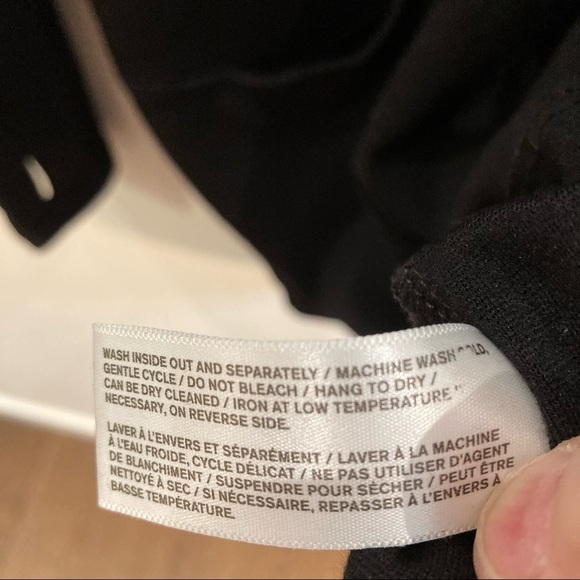 WASH INSIDE OUT AND SEPARATELY / MACHINE WASH COLD,
GENTLE CYCLE / DO NOT BLEACH / HANG TO DRY /
CAN BE DRY CLEANED / IRON AT LOW TEMPERATURE
NECESSARY, ON REVERSE SIDE.
LAVER À L'ENVERS ET SÉPARÉMENT / LAVER À LA MACHINE
À L'EAU FROIDE, CYCLE DÉLICAT / NE PAS UTILISER D'AGENT
DE BLANCHIMENT / SUSPENDRE POUR SÉCHER / PEUT ÊTRE
NETTOYÉ À SEC / SI NÉCESSAIRE, REPASSER À L'ENVERS À
BASSE TEMPÉRATURE.